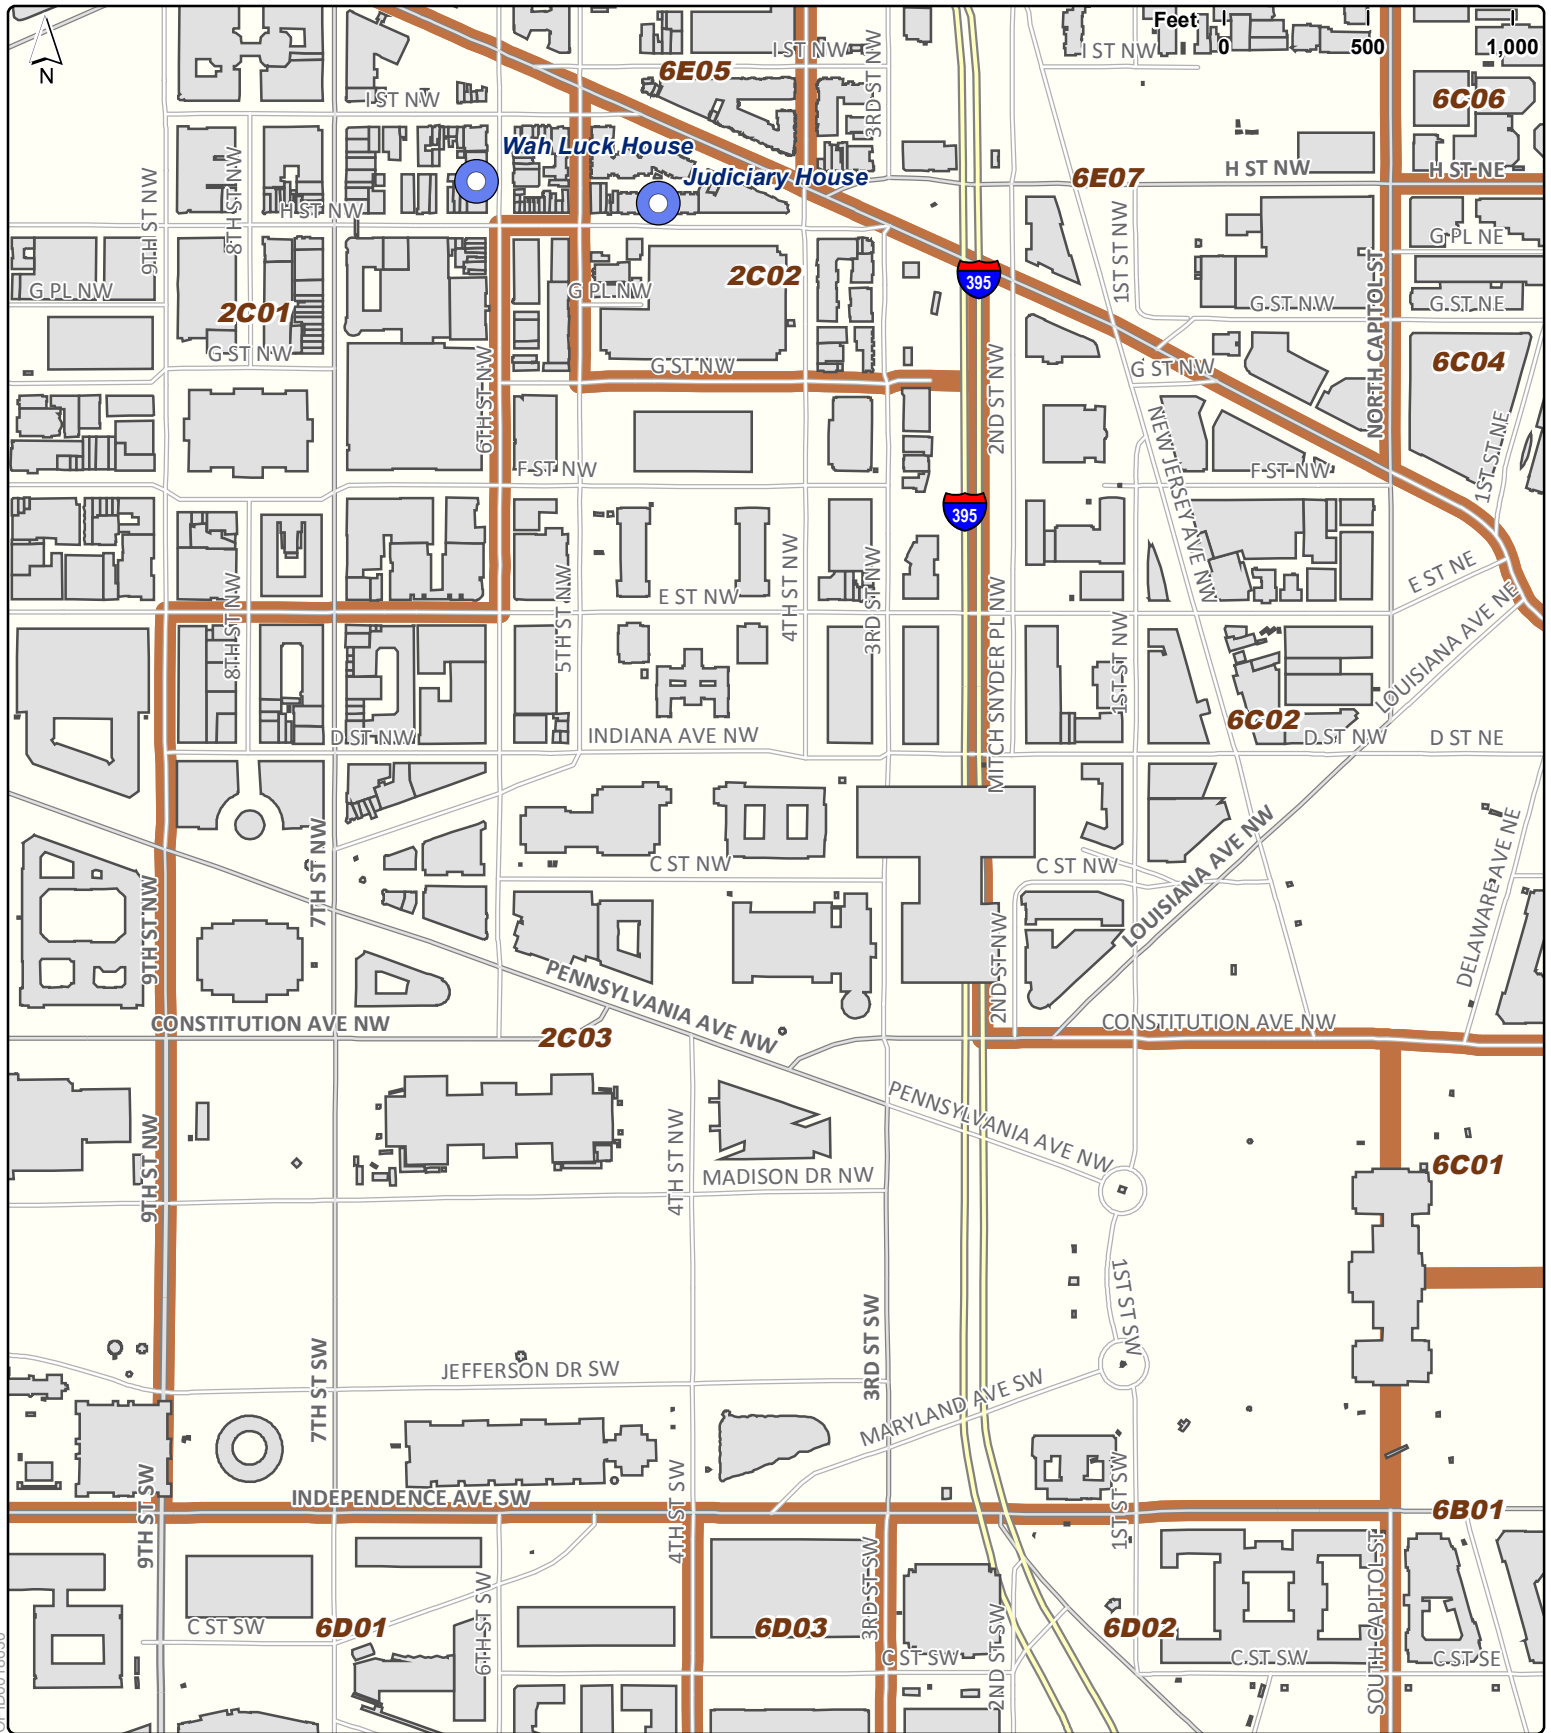 Feet
0 500 1,000
N
I ST NW
I ST NW
6E05
3RD ST NW
6C06
I ST NW
Wah Luck House
Judiciary House
6E07
H ST NW
H ST NE
9TH ST NW
8TH ST NW
H ST NW
1ST ST NW
G PL NE
G PL NW
2C01
G PL NW
2C02
395
G ST NW
G ST NE
NORTH CAPITOL ST
G ST NW
6TH ST NW
G ST NW
2ND ST NW
G ST NW
6C04
F ST NW
NEW JERSEY AVE NW
F ST NW
1ST ST NE
395
8TH ST NW
5TH ST NW
E ST NW
4TH ST NW
3RD ST NW
MITCH SNYDER PL NW
1ST ST NW
E ST NE
LOUISIANA AVE NE
6C02
D ST NW
INDIANA AVE NW
D ST NW
D ST NE
7TH ST NW
C ST NW
C ST NW
LOUISIANA AVE NW
DELAWARE AVE NE
9TH ST NW
PENNSYLVANIA AVE NW
2ND ST NW
CONSTITUTION AVE NW
2C03
CONSTITUTION AVE NW
9TH ST NW
4TH ST NW
PENNSYLVANIA AVE NW
MADISON DR NW
6C01
1ST ST SW
7TH ST SW
JEFFERSON DR SW
3RD ST SW
MARYLAND AVE SW
9TH ST SW
INDEPENDENCE AVE SW
4TH ST SW
1ST ST SW
6B01
C ST SW
6D01
6TH ST SW
6D03
3RD ST SW
C ST SW
2ND ST SW
6D02
C ST SW
SOUTH CAPITOL ST
C ST SE